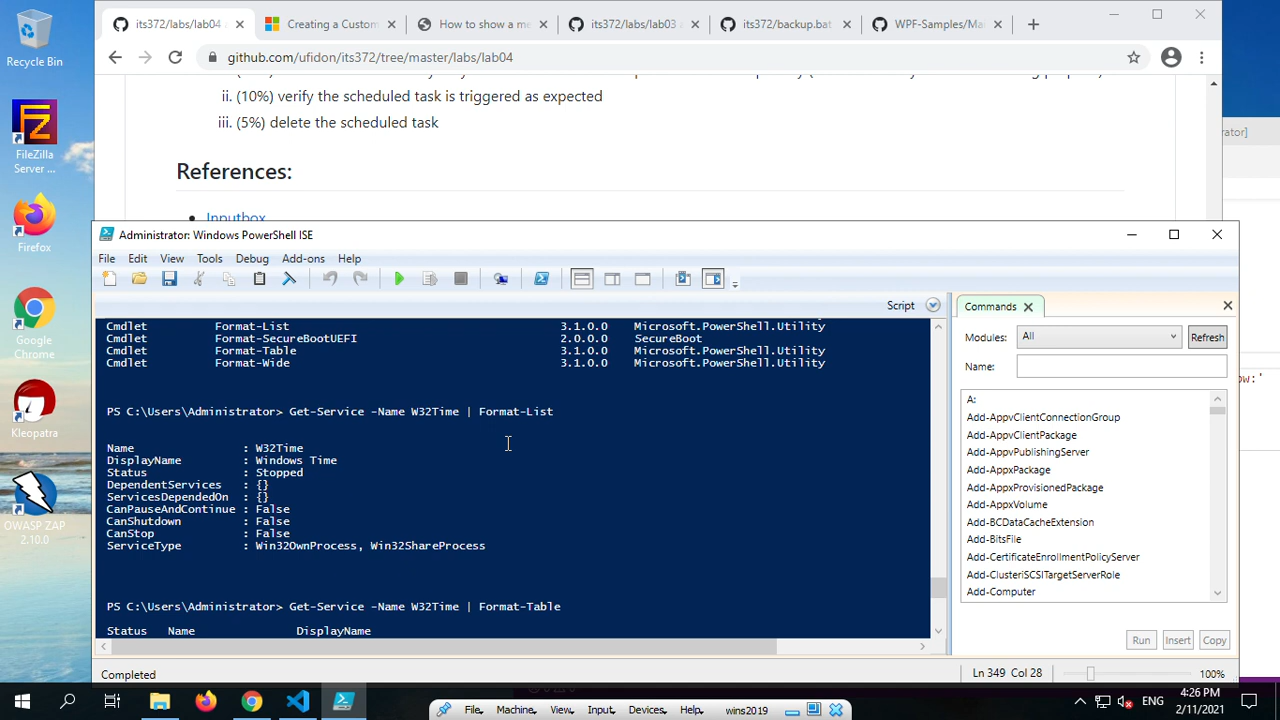 Recycle Bin
FileZilla
Server ...
Firefox
Google
Chrome
Kleopatra
OWASP ZAP
2.10.0
its372/labs/lab04
Creating a Custom
How to show a me
its372/labs/lab03
its372/backup.bat
WPF-Samples/Mai
github.com/ufidon/its372/tree/master/labs/lab04
ii. (10%) verify the scheduled task is triggered as expected
iii. (5%) delete the scheduled task
References:
Inputbox
rator]
ow:'
Administrator: Windows PowerShell ISE
File Edit View Tools Debug Add-ons Help
Script
Cmdlet Format-List 3.1.0.0 Microsoft.PowerShell.Utility
Cmdlet Format-SecureBootUEFI 2.0.0.0 SecureBoot
Cmdlet Format-Table 3.1.0.0 Microsoft.PowerShell.Utility
Cmdlet Format-Wide 3.1.0.0 Microsoft.PowerShell.Utility
PS C:\Users\Administrator> Get-Service -Name W32Time | Format-List
Name : W32Time
DisplayName : Windows Time
Status : Stopped
DependentServices : {}
ServicesDependedOn : {}
CanPauseAndContinue : False
CanShutdown : False
CanStop : False
ServiceType : Win32OwnProcess, Win32ShareProcess
PS C:\Users\Administrator> Get-Service -Name W32Time | Format-Table
Status Name DisplayName
Completed
Ln 349 Col 28
100%
Commands
Modules: All Refresh
Name:
A:
Add-AppvClientConnectionGroup
Add-AppvClientPackage
Add-AppvPublishingServer
Add-AppxPackage
Add-AppxProvisionedPackage
Add-AppxVolume
Add-BCDataCacheExtension
Add-BitsFile
Add-CertificateEnrollmentPolicyServer
Add-ClusteriSCSITargetServerRole
Add-Computer
Run Insert Copy
File Machine View Input Devices Help wins2019
ENG
4:26 PM
2/11/2021